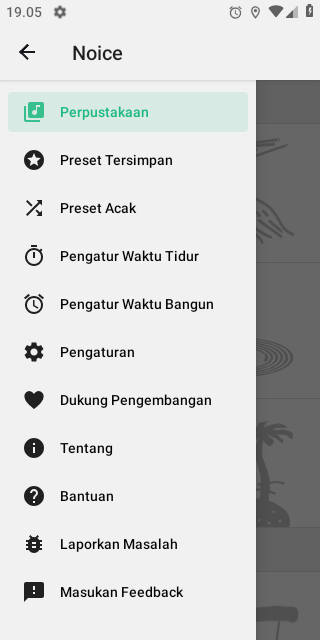 19.05
Noice
Perpustakaan
Preset Tersimpan
Preset Acak
Pengatur Waktu Tidur
Pengatur Waktu Bangun
Pengaturan
Dukung Pengembangan
Tentang
Bantuan
Laporkan Masalah
Masukan Feedback